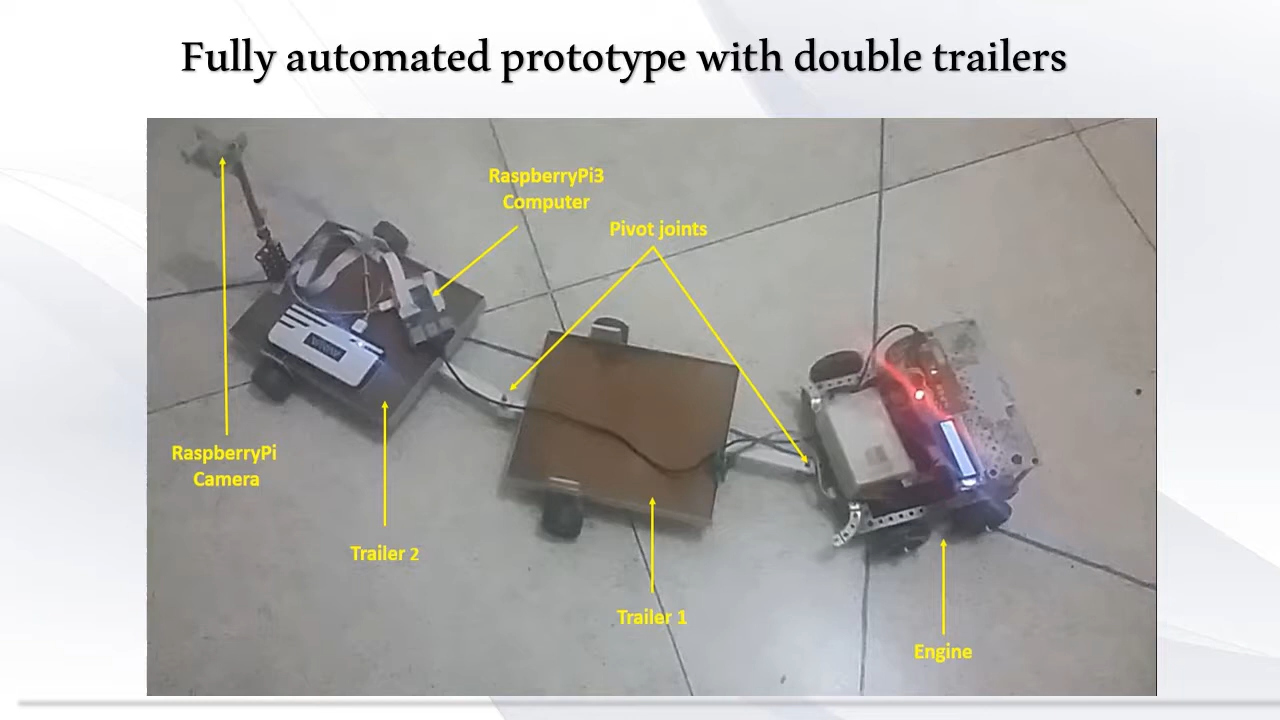 Fully automated prototype with double trailers
RaspberryPi3
Computer
Pivot joints
RaspberryPi
Camera
Trailer 2
Trailer 1
Engine